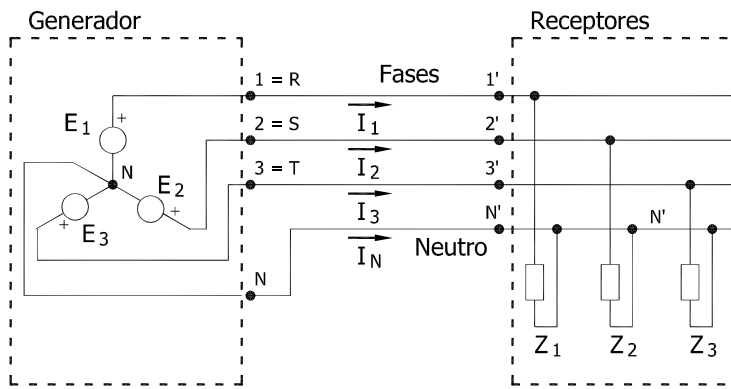 Generador
Receptores
1 = R
Fases
1'
+
E1
I1
2 = S
2'
N
E2
I2
3 = T
3'
+
+
E3
I3
N'
N'
Neutro
IN
N
Z1
Z2
Z3